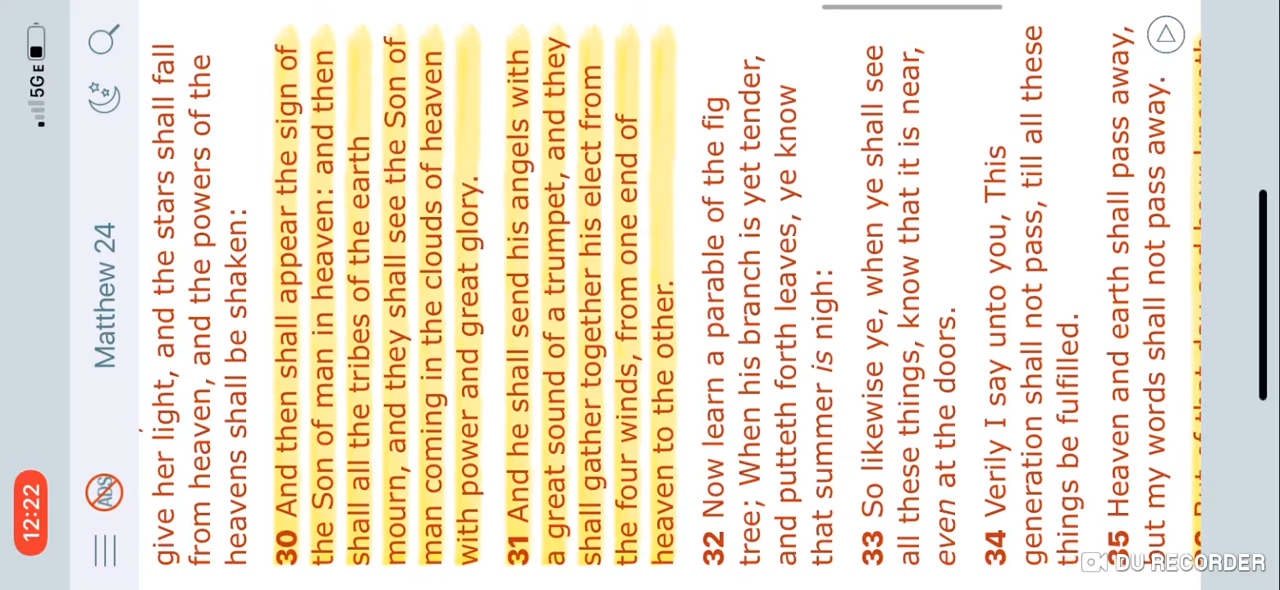 12:22
5GE
ADS
Matthew 24
give her light, and the stars shall fall
from heaven, and the powers of the
heavens shall be shaken:
30 And then shall appear the sign of
the Son of man in heaven: and then
shall all the tribes of the earth
mourn, and they shall see the Son of
man coming in the clouds of heaven
with power and great glory.
31 And he shall send his angels with
a great sound of a trumpet, and they
shall gather together his elect from
the four winds, from one end of
heaven to the other.
32 Now learn a parable of the fig
tree; When his branch is yet tender,
and putteth forth leaves, ye know
that summer is nigh:
33 So likewise ye, when ye shall see
all these things, know that it is near,
even at the doors.
34 Verily I say unto you, This
generation shall not pass, till all these
things be fulfilled.
35 Heaven and earth shall pass away,
but my words shall not pass away.
DU RECORDER